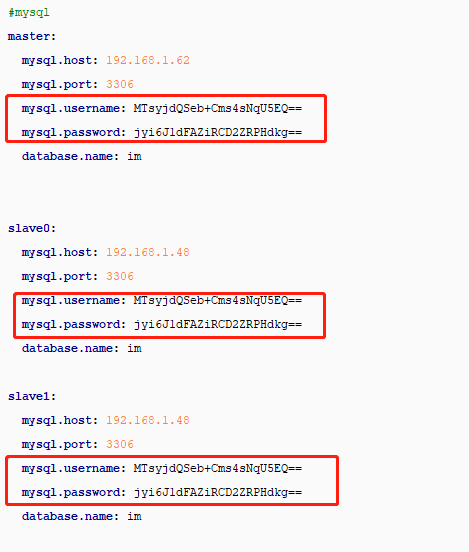 #mysql
master:
mysql.host: 192.168.1.62
mysql.port: 3306
mysql.username: MTsyjdQSeb+Cms4sNqU5EQ==
mysql.password: jyi6JldFAZiRCD2ZRPHdkg==
database.name: im
slave0:
mysql.host: 192.168.1.48
mysql.port: 3306
mysql.username: MTsyjdQSeb+Cms4sNqU5EQ==
mysql.password: jyi6JldFAZiRCD2ZRPHdkg==
database.name: im
slave1:
mysql.host: 192.168.1.48
mysql.port: 3306
mysql.username: MTsyjdQSeb+Cms4sNqU5EQ==
mysql.password: jyi6JldFAZiRCD2ZRPHdkg==
database.name: im